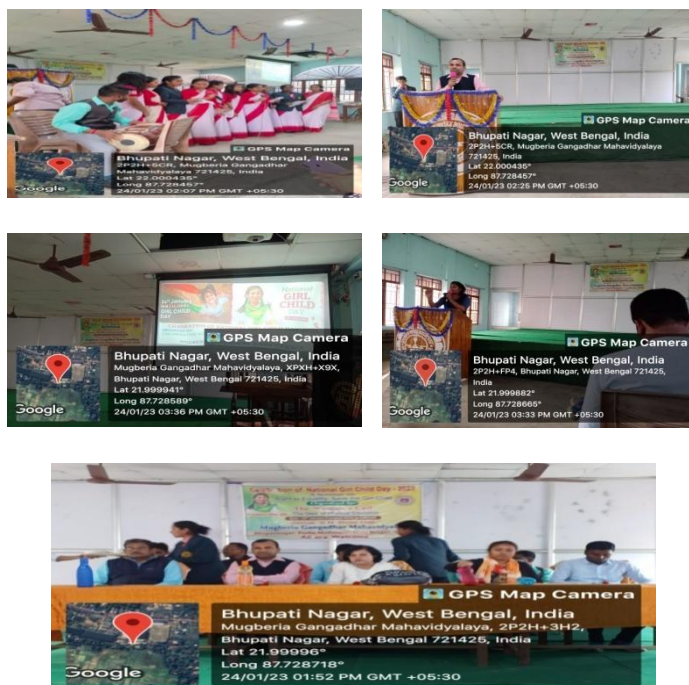 GPS Map Camera
Bhupati Nagar, West Bengal, India
2P2H+5CR, Mugberia Gangadhar
Mahavidyalaya 721425, India
Lat 22.000435°
Long 87.728457°
24/01/23 02:07 PM GMT +05:30
Google
GPS Map Camera
Bhupati Nagar, West Bengal, India
2P2H+5CR, Mugberia Gangadhar Mahavidyalaya
721425, India
Lat 22.000435°
Long 87.728457°
24/01/23 02:25 PM GMT +05:30
Google
NATIONAL
GIRL CHILD
DAY
GIRL
CHILD
DAY
GPS Map Camera
Bhupati Nagar, West Bengal, India
Mugberia Gangadhar Mahavidyalaya, XPXH+X9X,
Bhupati Nagar, West Bengal 721425, India
Lat 21.999941°
Long 87.728589°
24/01/23 03:36 PM GMT +05:30
Google
GPS Map Camera
Bhupati Nagar, West Bengal, India
2P2H+FP4, Bhupati Nagar, West Bengal 721425,
India
Lat 21.999882°
Long 87.728665°
24/01/23 03:33 PM GMT +05:30
Google
National Girl Child Day - 2023
Mugberia Gangadhar Mahavidyalaya
GPS Map Camera
Bhupati Nagar, West Bengal, India
Mugberia Gangadhar Mahavidyalaya, 2P2H+3H2,
Bhupati Nagar, West Bengal 721425, India
Lat 21.99996°
Long 87.728718°
24/01/23 01:52 PM GMT +05:30
Google